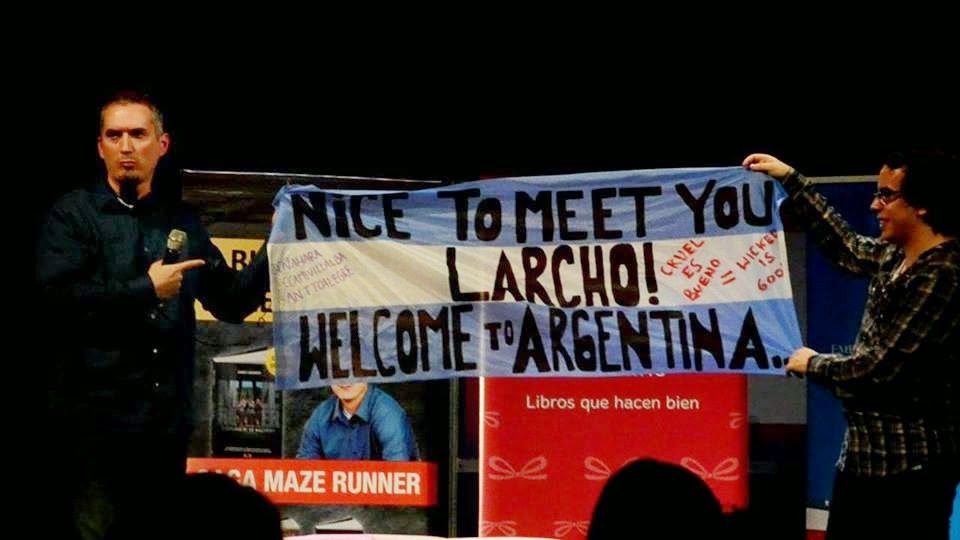 NICE TO MEET YOU
LARCHO!
WELCOME TO ARGENTINA..
CRUEL
ES
BUENO
=
WICKED
IS
GOOD!
Libros que hacen bien
MAZE RUNNER